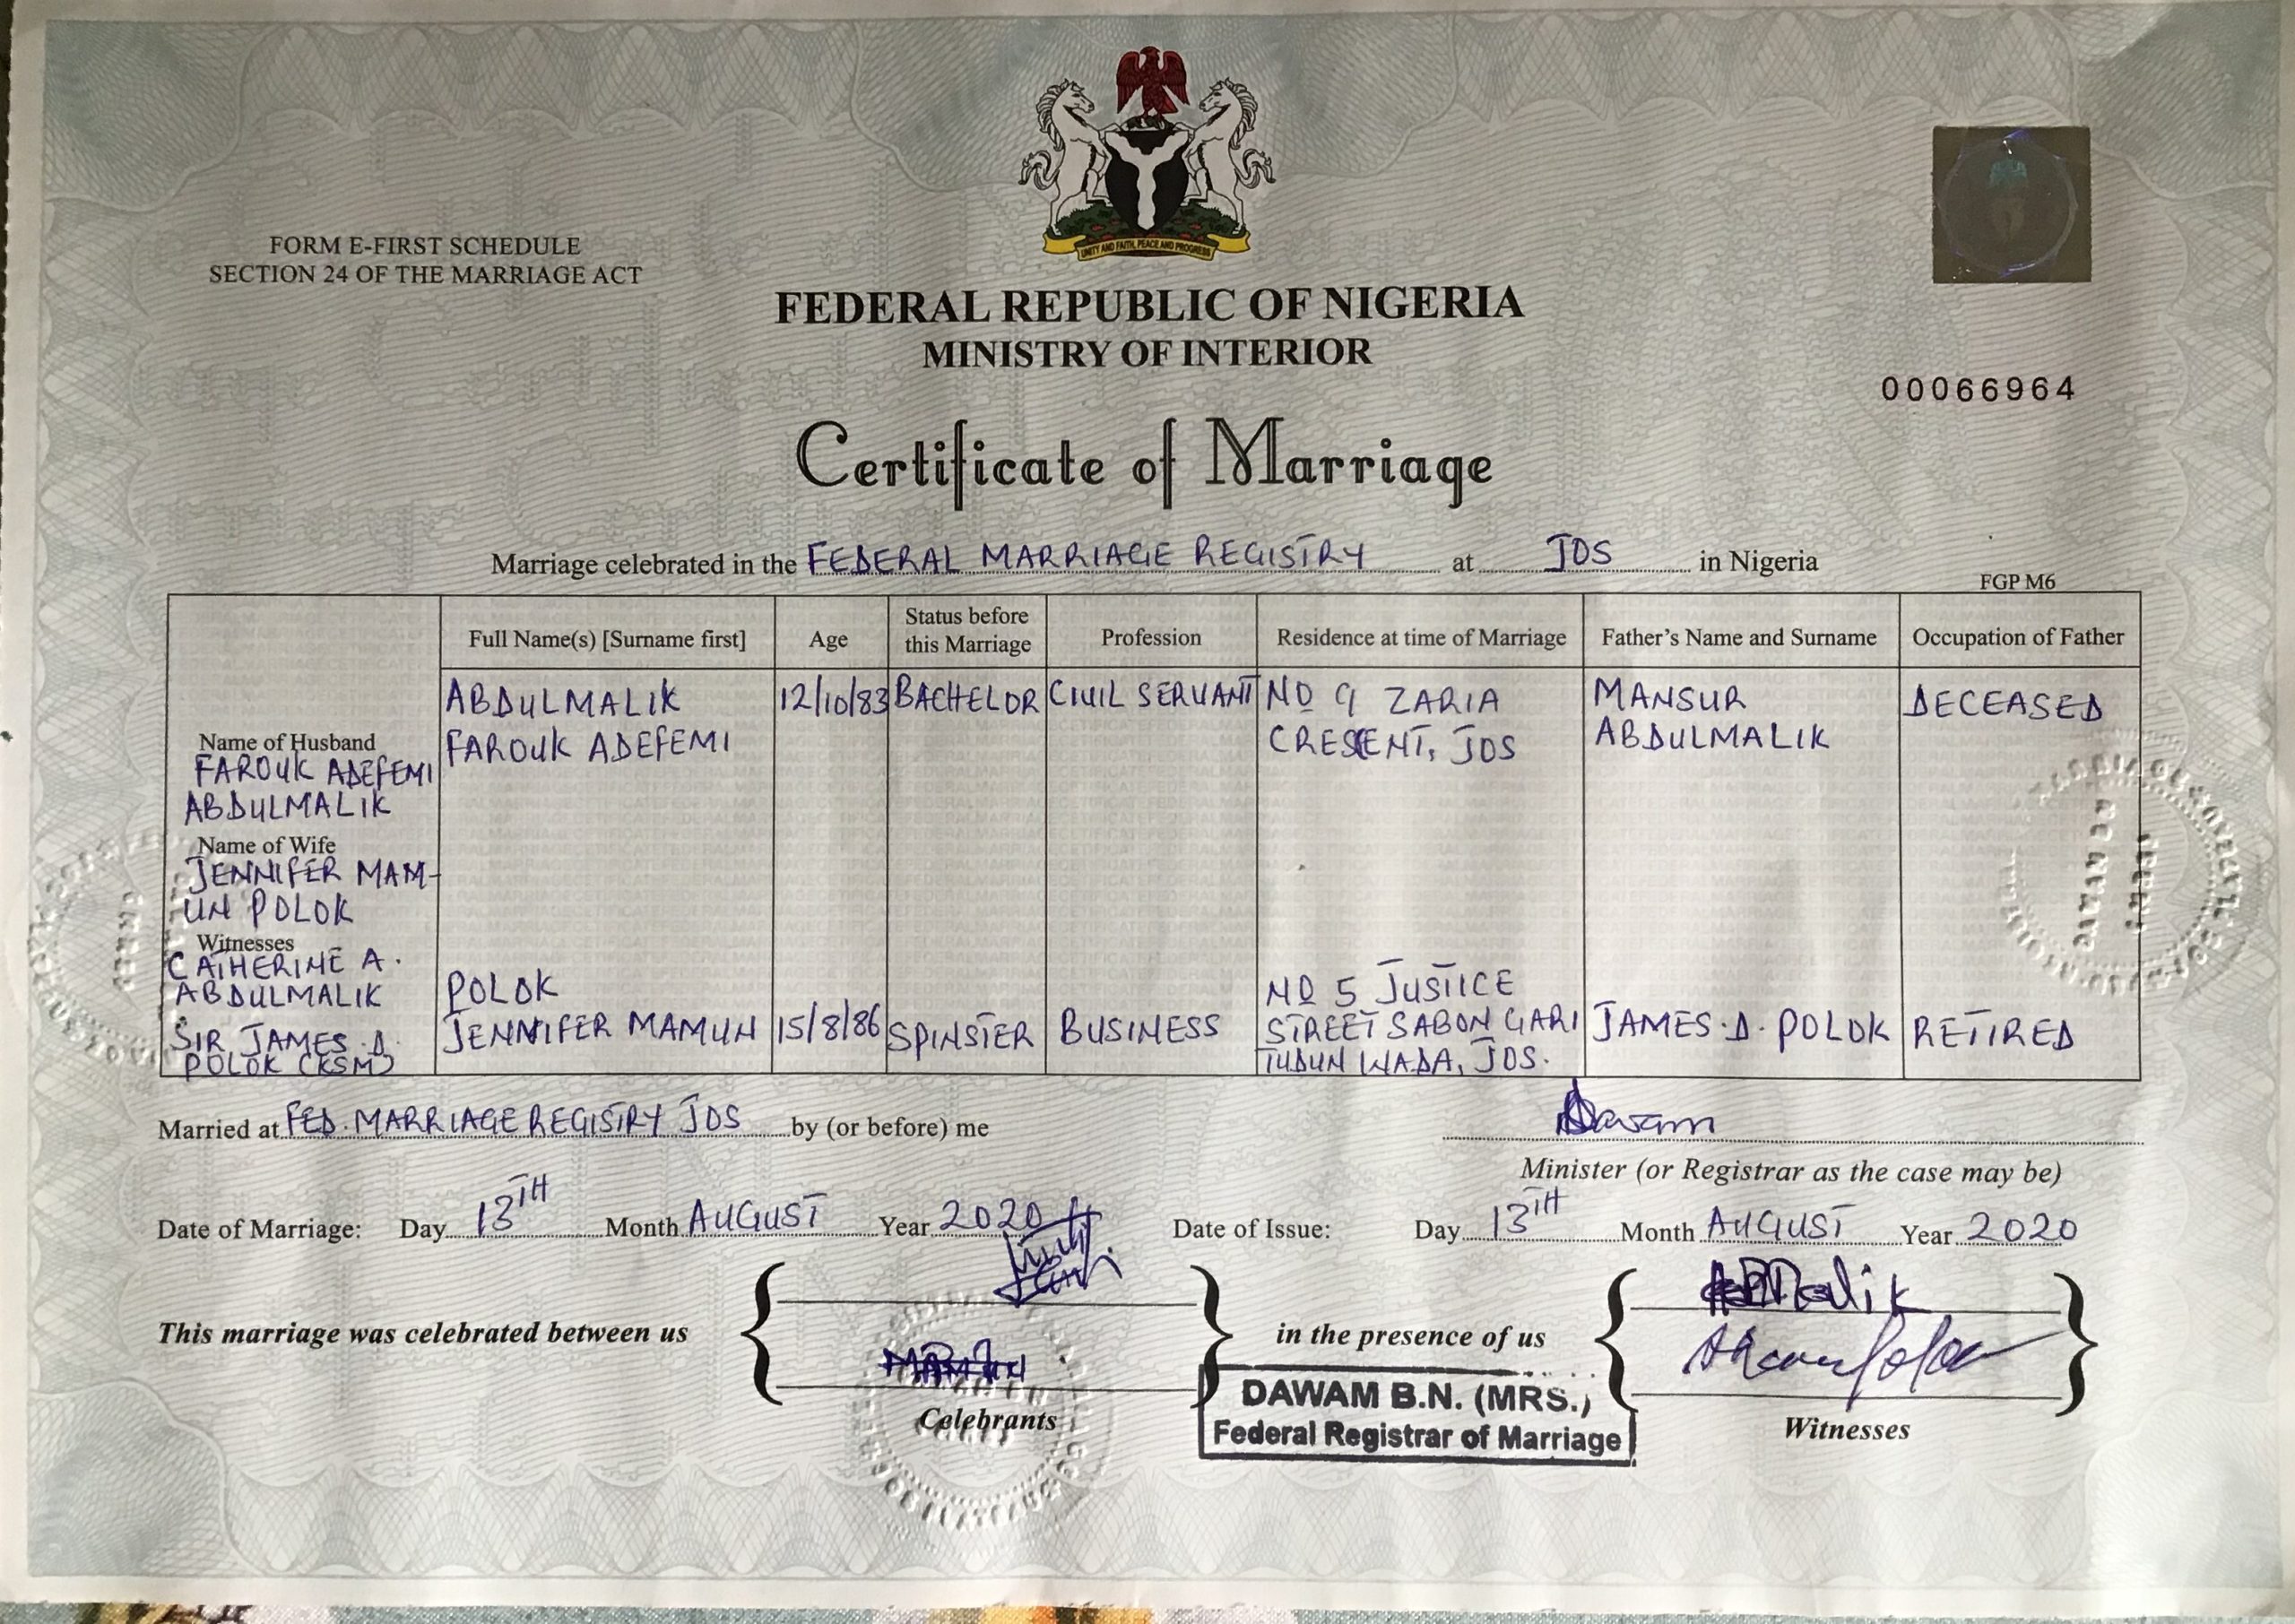 UNITY AND FAITH, PEACE AND PROGRESS
FORM E-FIRST SCHEDULE
SECTION 24 OF THE MARRIAGE ACT
FEDERAL REPUBLIC OF NIGERIA
MINISTRY OF INTERIOR
00066964
Certificate of Marriage
Marriage celebrated in the FEDERAL MARRIAGE REGISTRY at JOS in Nigeria
FGP M6
Full Name(s) [Surname first] Age Status before this Marriage Profession Residence at time of Marriage Father's Name and Surname Occupation of Father
Name of Husband
FAROUK ADEFEMI
ABDULMALIK
ABDULMALIK 12/10/83 BACHELOR CIVIL SERVANT NO 9 ZARIA MANSUR DECEASED
FAROUK ADEFEMI CRESENT, JOS ABDULMALIK
Name of Wife
JENNIFER MAM-
UN POLOK
Witnesses
CATHERINE A.
ABDULMALIK
SIR JAMES .D.
POLOK (KSM)
POLOK NO 5 JUSTICE
JENNIFER MAMUN 15/8/86 SPINSTER BUSINESS STREET SABON GARI JAMES .D. POLOK RETIRED
TUDUN WADA, JOS.
Married at FED. MARRIAGE REGISTRY JOS by (or before) me Dawam
Minister (or Registrar as the case may be)
Date of Marriage: Day 13TH Month AUGUST Year 2020 Date of Issue: Day 13TH Month AUGUST Year 2020
This marriage was celebrated between us in the presence of us
Celebrants
Witnesses
DAWAM B.N. (MRS.)
Federal Registrar of Marriage